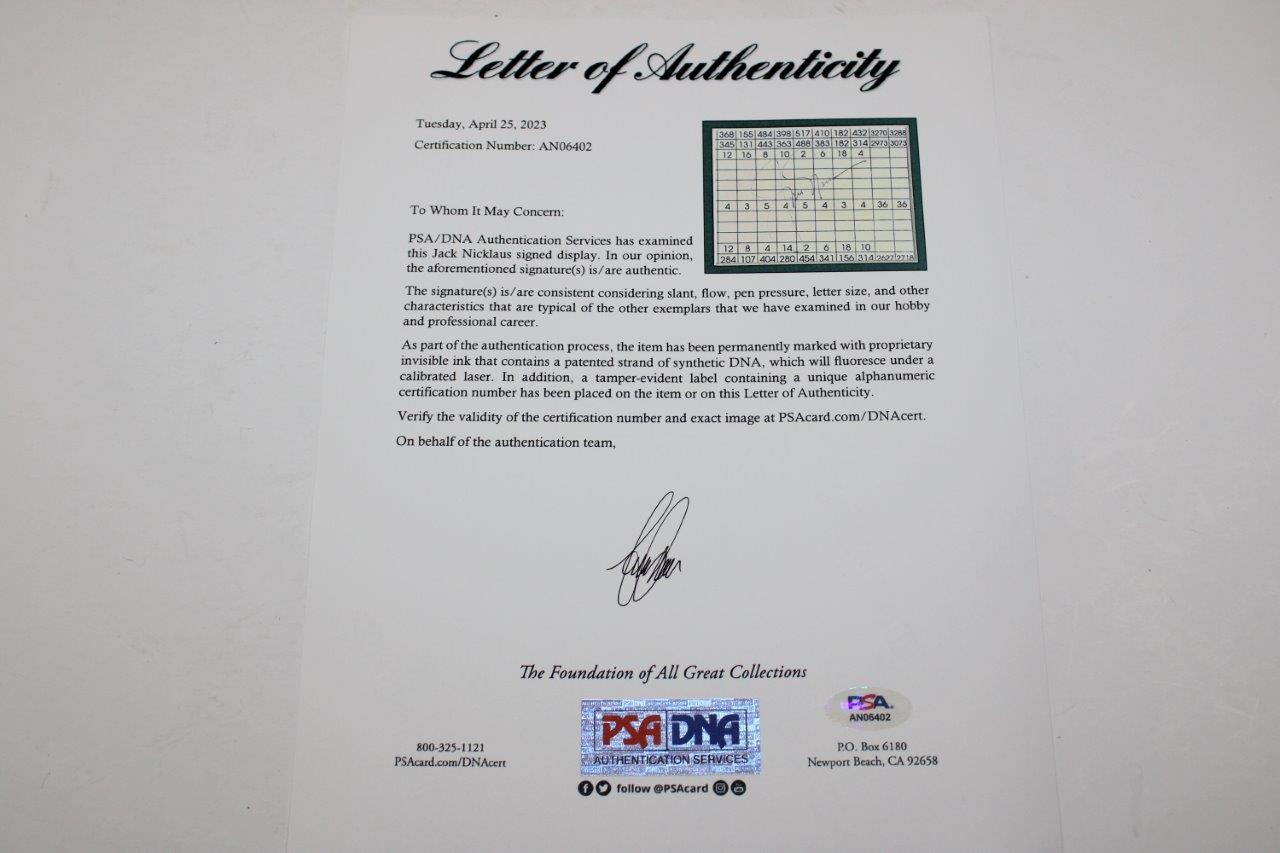 Letter of Authenticity
Tuesday, April 25, 2023
Certification Number: AN06402
368 155 484 398 517 410 182 432 3270 3288
345 131 443 363 488 383 182 314 2973 3073
12 16 8 10 2 6 18 4
4 3 5 4 5 4 3 4 36 36
12 8 4 14 2 6 18 10
284 107 404 280 454 341 156 314 2627 2718
To Whom It May Concern:
PSA/DNA Authentication Services has examined
this Jack Nicklaus signed display. In our opinion,
the aforementioned signature(s) is/are authentic.
The signature(s) is/are consistent considering slant, flow, pen pressure, letter size, and other
characteristics that are typical of the other exemplars that we have examined in our hobby
and professional career.
As part of the authentication process, the item has been permanently marked with proprietary
invisible ink that contains a patented strand of synthetic DNA, which will fluoresce under a
calibrated laser. In addition, a tamper-evident label containing a unique alphanumeric
certification number has been placed on the item or on this Letter of Authenticity.
Verify the validity of the certification number and exact image at PSAcard.com/DNAcert.
On behalf of the authentication team,
The Foundation of All Great Collections
PSA DNA
AUTHENTICATION SERVICES
PSA.
AN06402
800-325-1121
PSAcard.com/DNAcert
P.O. Box 6180
Newport Beach, CA 92658
follow @PSAcard